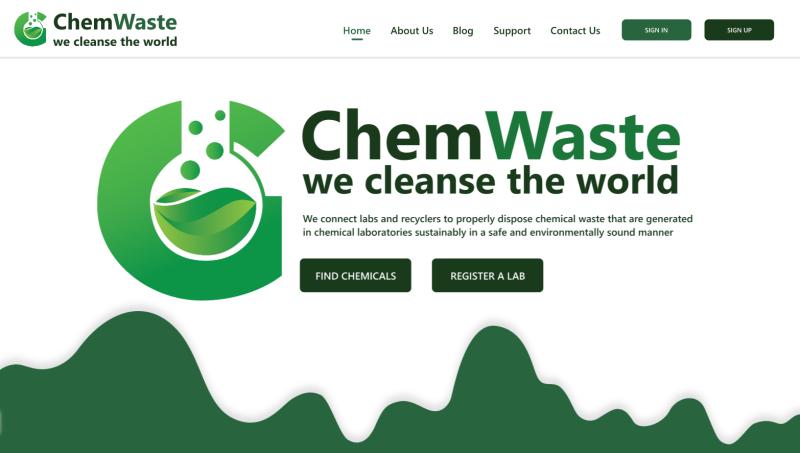 ChemWaste
we cleanse the world
Home About Us Blog Support Contact Us SIGN IN SIGN UP
ChemWaste
we cleanse the world
We connect labs and recyclers to properly dispose chemical waste that are generated
in chemical laboratories sustainably in a safe and environmentally sound manner
FIND CHEMICALS REGISTER A LAB